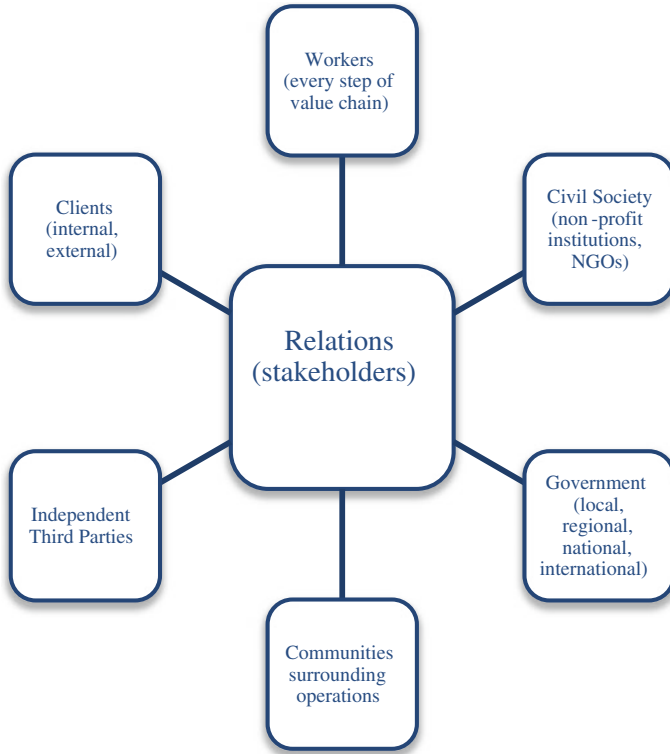 Workers
(every step of
value chain)
Clients
(internal,
external)
Civil Society
(non-profit
institutions,
NGOs)
Relations
(stakeholders)
Independent
Third Parties
Government
(local,
regional,
national,
international)
Communities
surrounding
operations